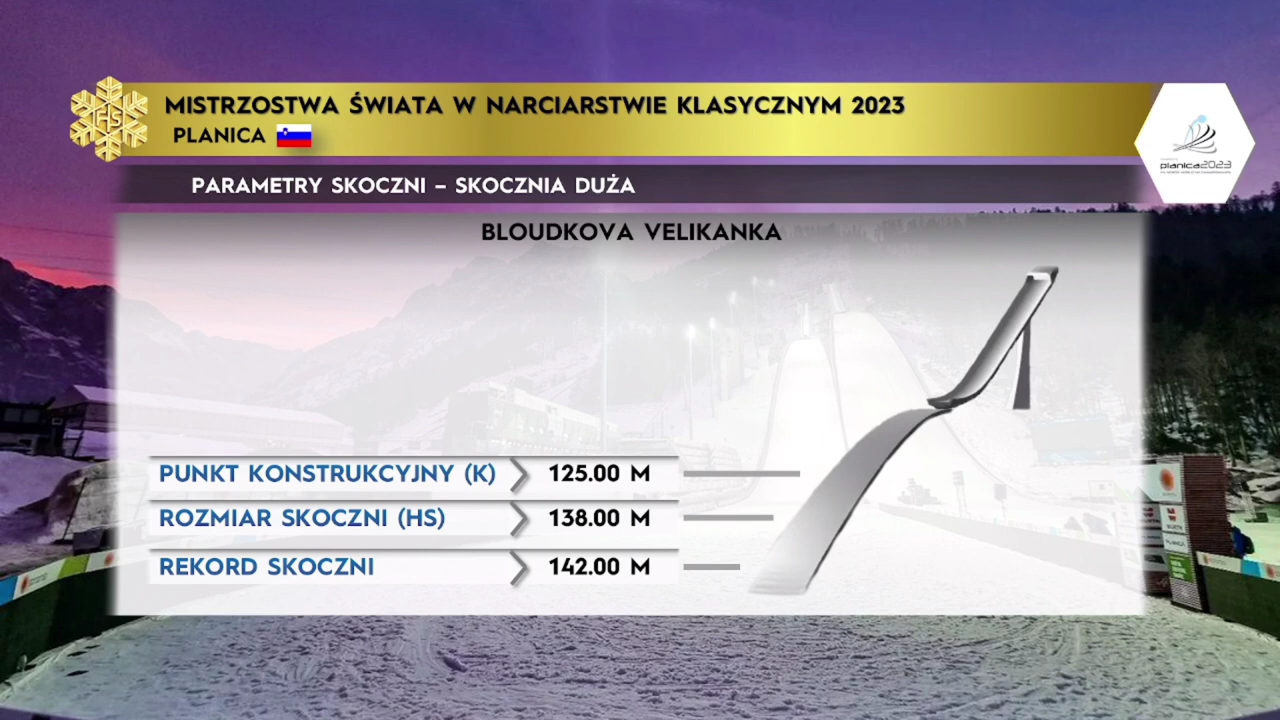 HS
MISTRZOSTWA ŚWIATA W NARCIARSTWIE KLASYCZNYM 2023
PLANICA
planica2023
PARAMETRY SKOCZNI – SKOCZNIA DUŻA
BLOUDKOVA VELIKANKA
PUNKT KONSTRUKCYJNY (K) 125.00 M
ROZMIAR SKOCZNI (HS) 138.00 M
REKORD SKOCZNI 142.00 M